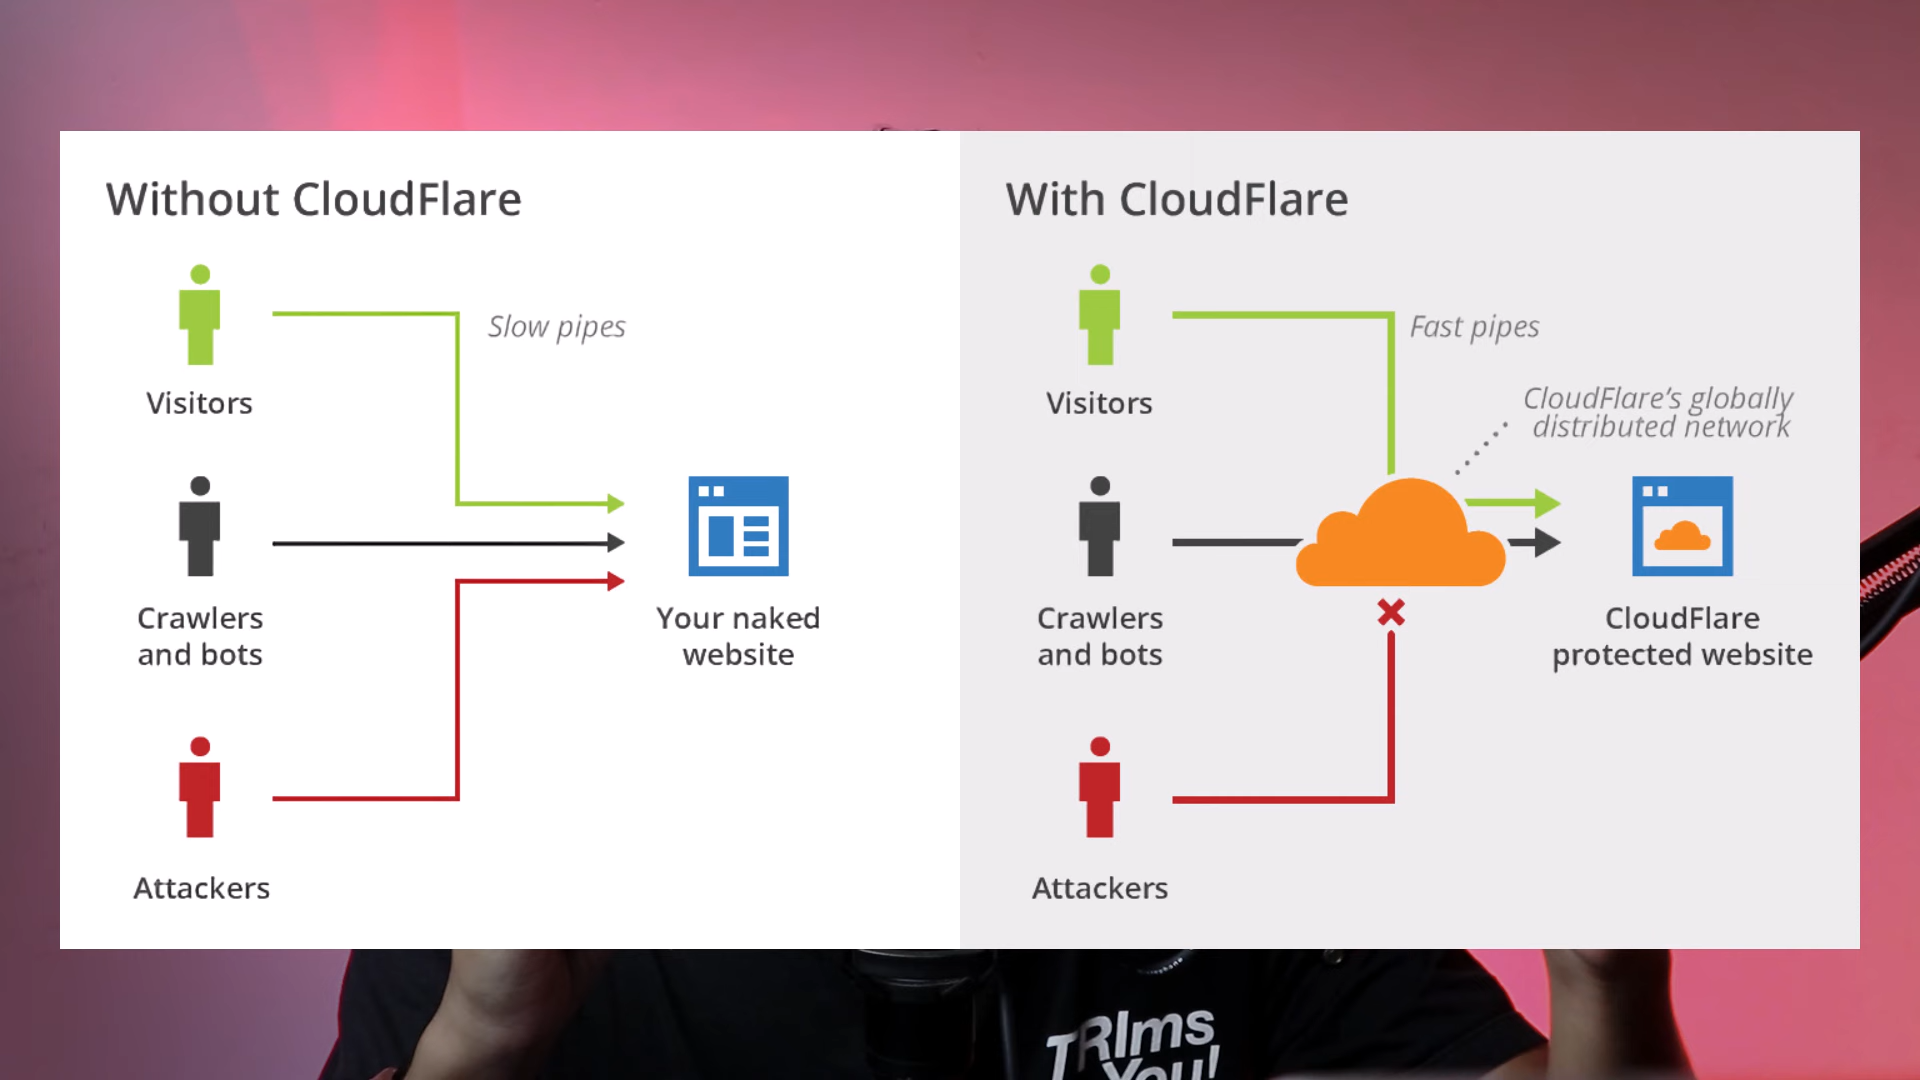 Without CloudFlare
Slow pipes
Visitors
Crawlers
and bots
Your naked
website
Attackers
With CloudFlare
Fast pipes
Visitors
CloudFlare's globally
distributed network
Crawlers
and bots
CloudFlare
protected website
Attackers
TRIms
You!